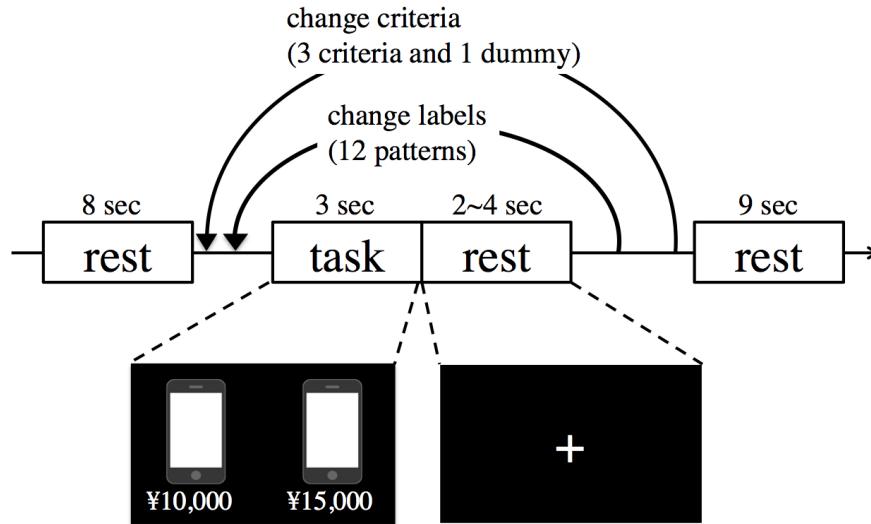 change criteria
(3 criteria and 1 dummy)
change labels
(12 patterns)
8 sec
3 sec
2~4 sec
9 sec
rest
task
rest
rest
¥10,000
¥15,000
+